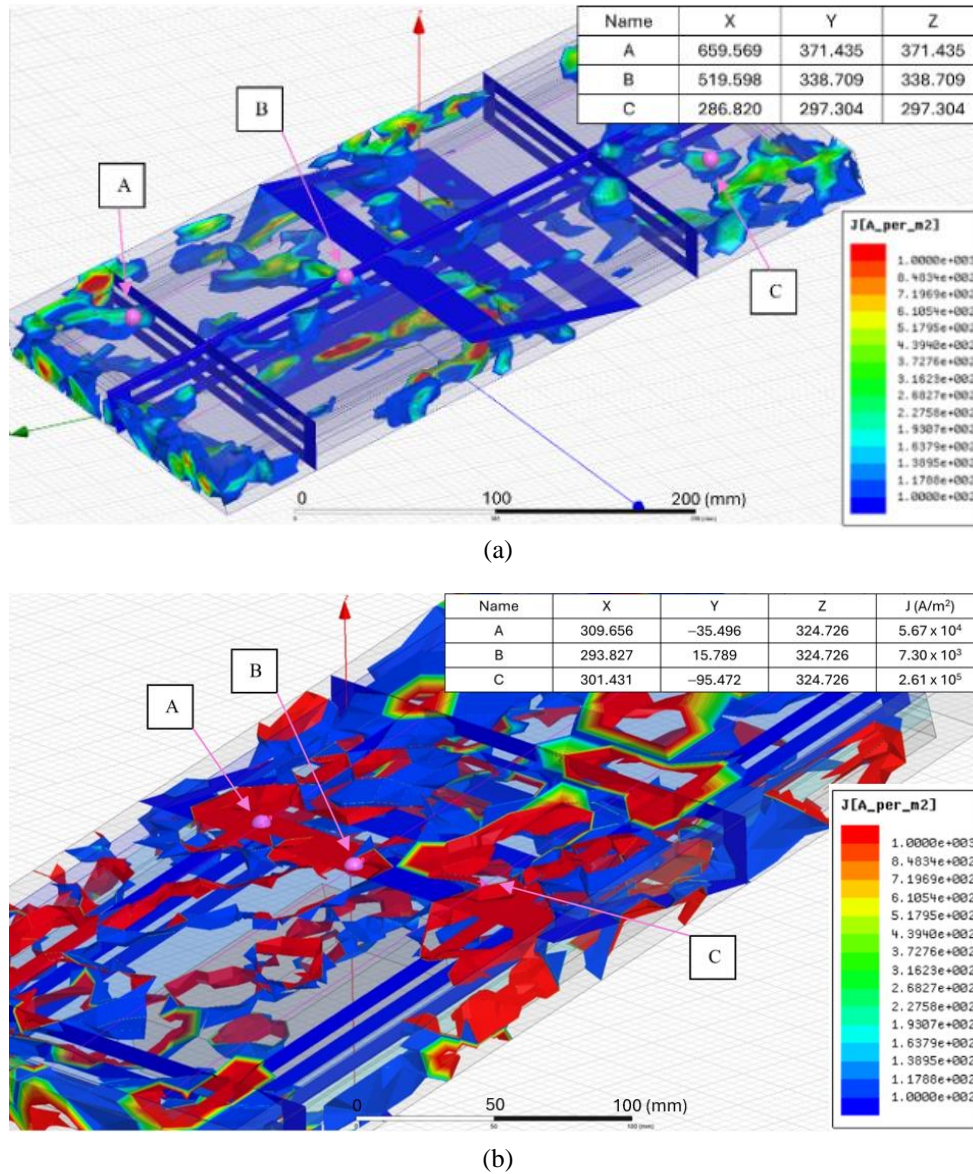 Name X Y Z
A 659.569 371.435 371.435
B 519.598 338.709 338.709
C 286.820 297.304 297.304
B
A
C
J[A_per_m2]
1.0000e+003
8.4834e+002
7.1969e+002
6.1054e+002
5.1795e+002
4.3940e+002
3.7276e+002
3.1623e+002
2.6827e+002
2.2758e+002
1.9307e+002
1.6379e+002
1.3895e+002
1.1788e+002
1.0000e+002
0 100 200 (mm)
(a)
Name X Y Z J (A/m²)
A 309.656 −35.496 324.726 5.67 x 10⁴
B 293.827 15.789 324.726 7.30 x 10³
C 301.431 −95.472 324.726 2.61 x 10⁵
B
A
C
J[A_per_m2]
1.0000e+003
8.4834e+002
7.1969e+002
6.1054e+002
5.1795e+002
4.3940e+002
3.7276e+002
3.1623e+002
2.6827e+002
2.2758e+002
1.9307e+002
1.6379e+002
1.3895e+002
1.1788e+002
1.0000e+002
0 50 100 (mm)
0 50 100 (mm)
(b)